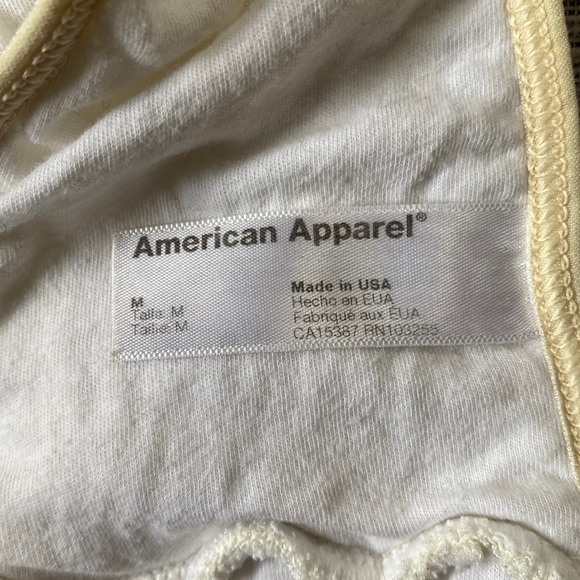 American Apparel®
M
Talla: M
Taille: M
Made in USA
Hecho en EUA
Fabriqué aux EUA
CA15387 RN103255